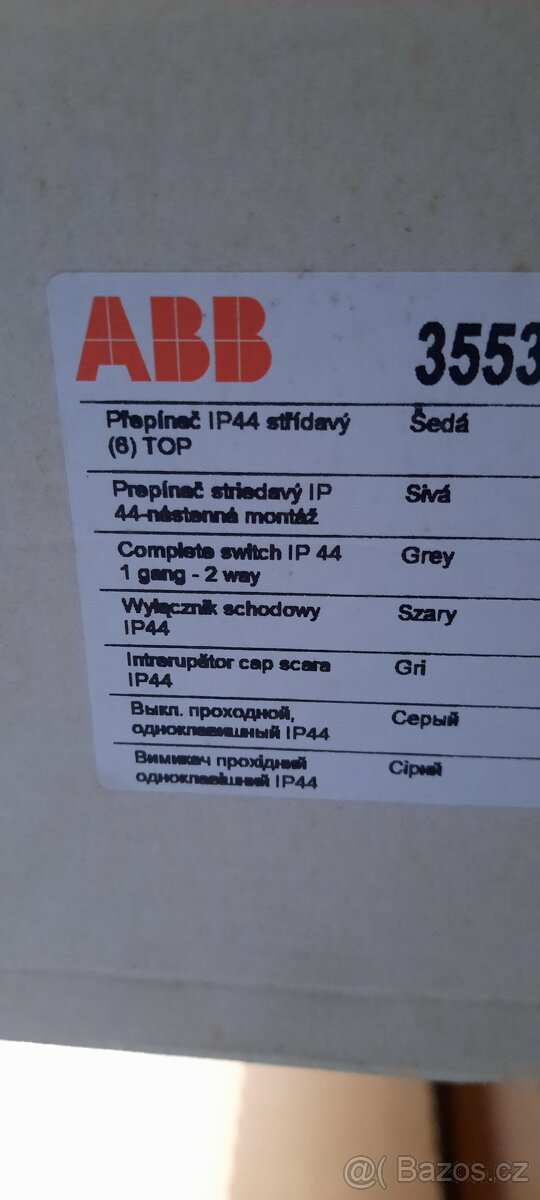 ABB 3553
Přepínač IP44 střídavý Šedá
(6) TOP
Prepínač striedavý IP Sivá
44-nástenná montáž
Complete switch IP 44 Grey
1 gang - 2 way
Wyłącznik schodowy Szary
IP44
Intrerupător cap scara Gri
IP44
Выкл. проходной, Серый
одноклавишный IP44
Вимикач прохідний Сірий
одноклавішний IP44
@( Bazoš.cz